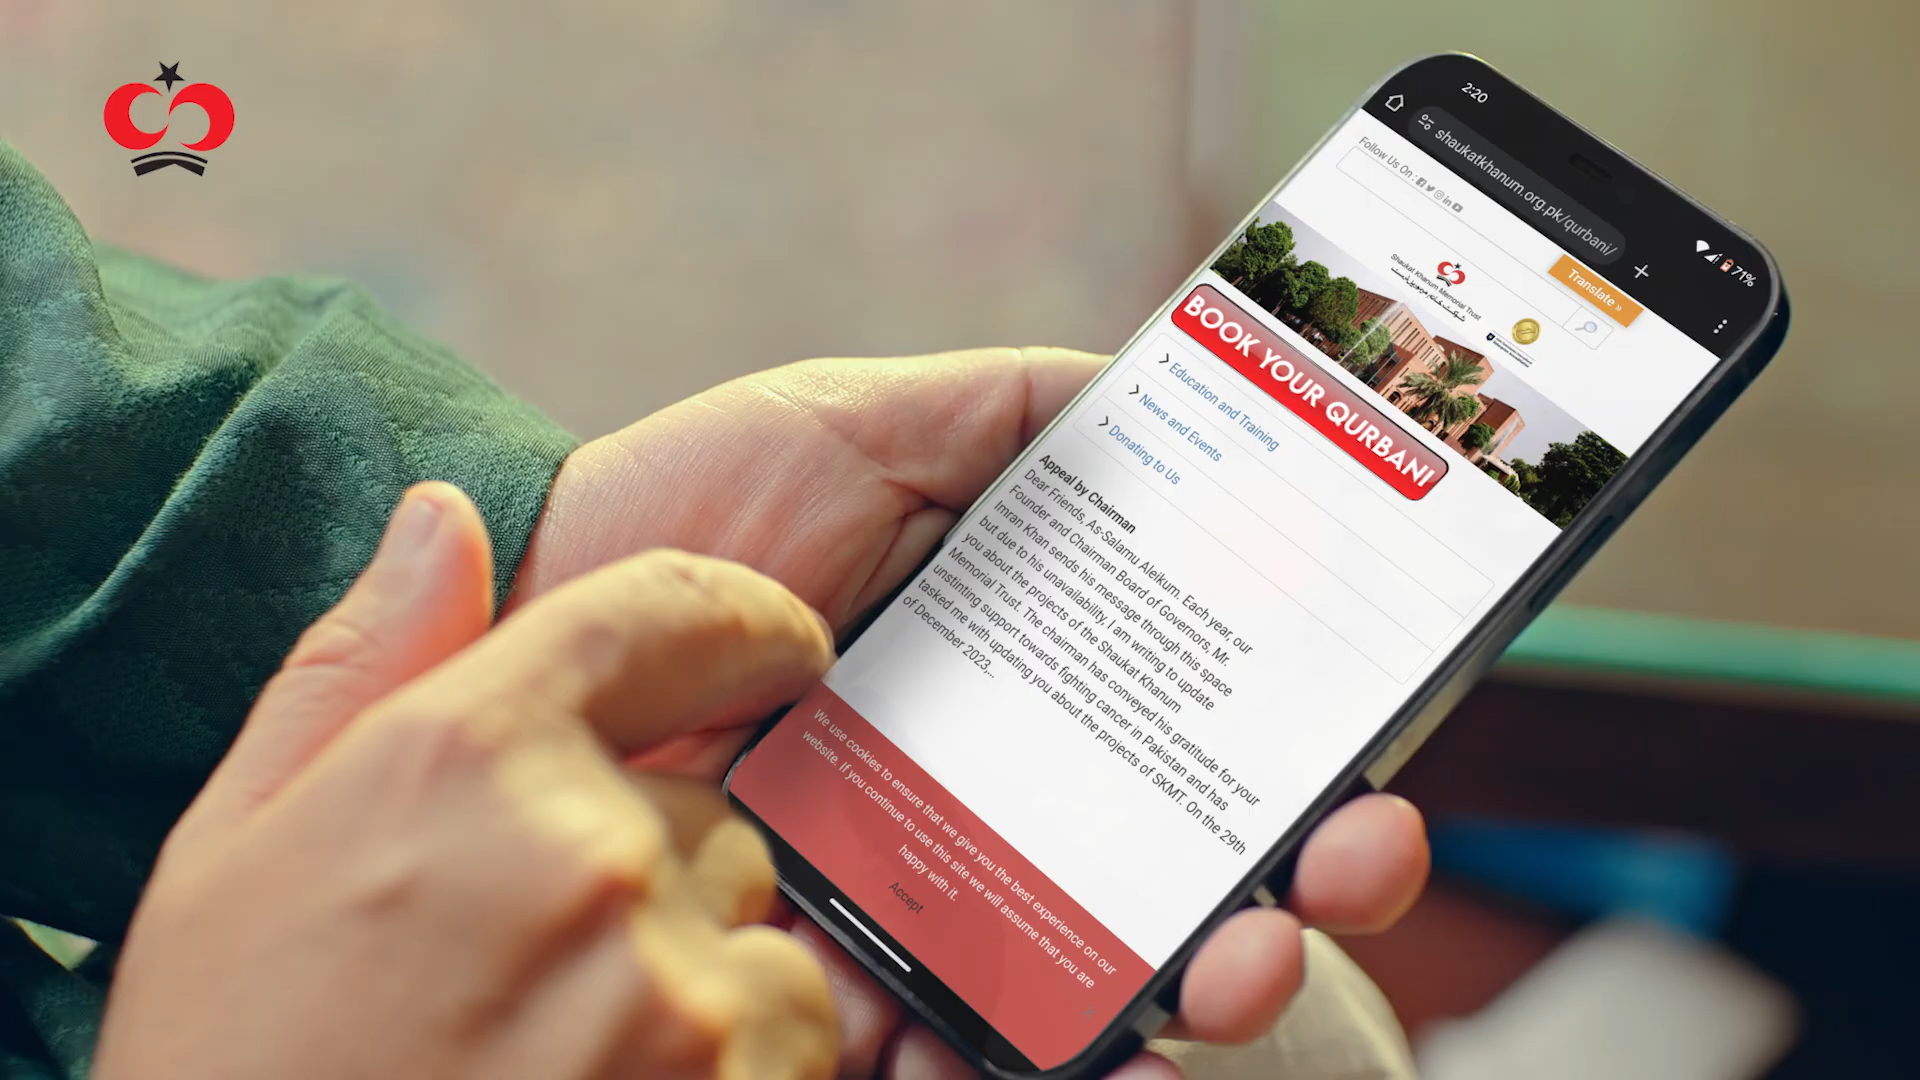 2:20
71%
shaukatkhanum.org.pk/qurbani/
Follow Us On :
Translate »
Shaukat Khanum Memorial Trust
BOOK YOUR QURBANI
Education and Training
News and Events
Donating to Us
Appeal by Chairman
Dear Friends, As-Salamu Aleikum. Each year, our
Founder and Chairman Board of Governors, Mr.
Imran Khan sends his message through this space
but due to his unavailability, I am writing to update
you about the projects of the Shaukat Khanum
Memorial Trust. The chairman has conveyed his gratitude for your
unstinting support towards fighting cancer in Pakistan and has
tasked me with updating you about the projects of SKMT. On the 29th
of December 2023,...
We use cookies to ensure that we give you the best experience on our
website. If you continue to use this site we will assume that you are
happy with it.
Accept